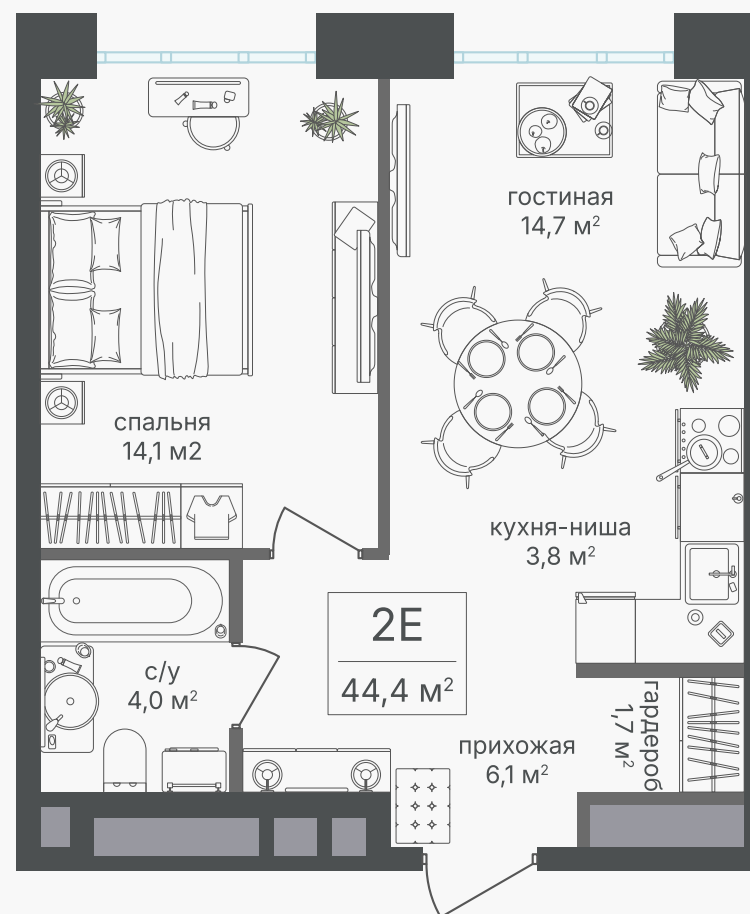 гостиная
14,7 м²
спальня
14,1 м2
кухня-ниша
3,8 м²
2Е
44,4 м²
с/у
4,0 м²
гардероб
1,7 м²
прихожая
6,1 м²